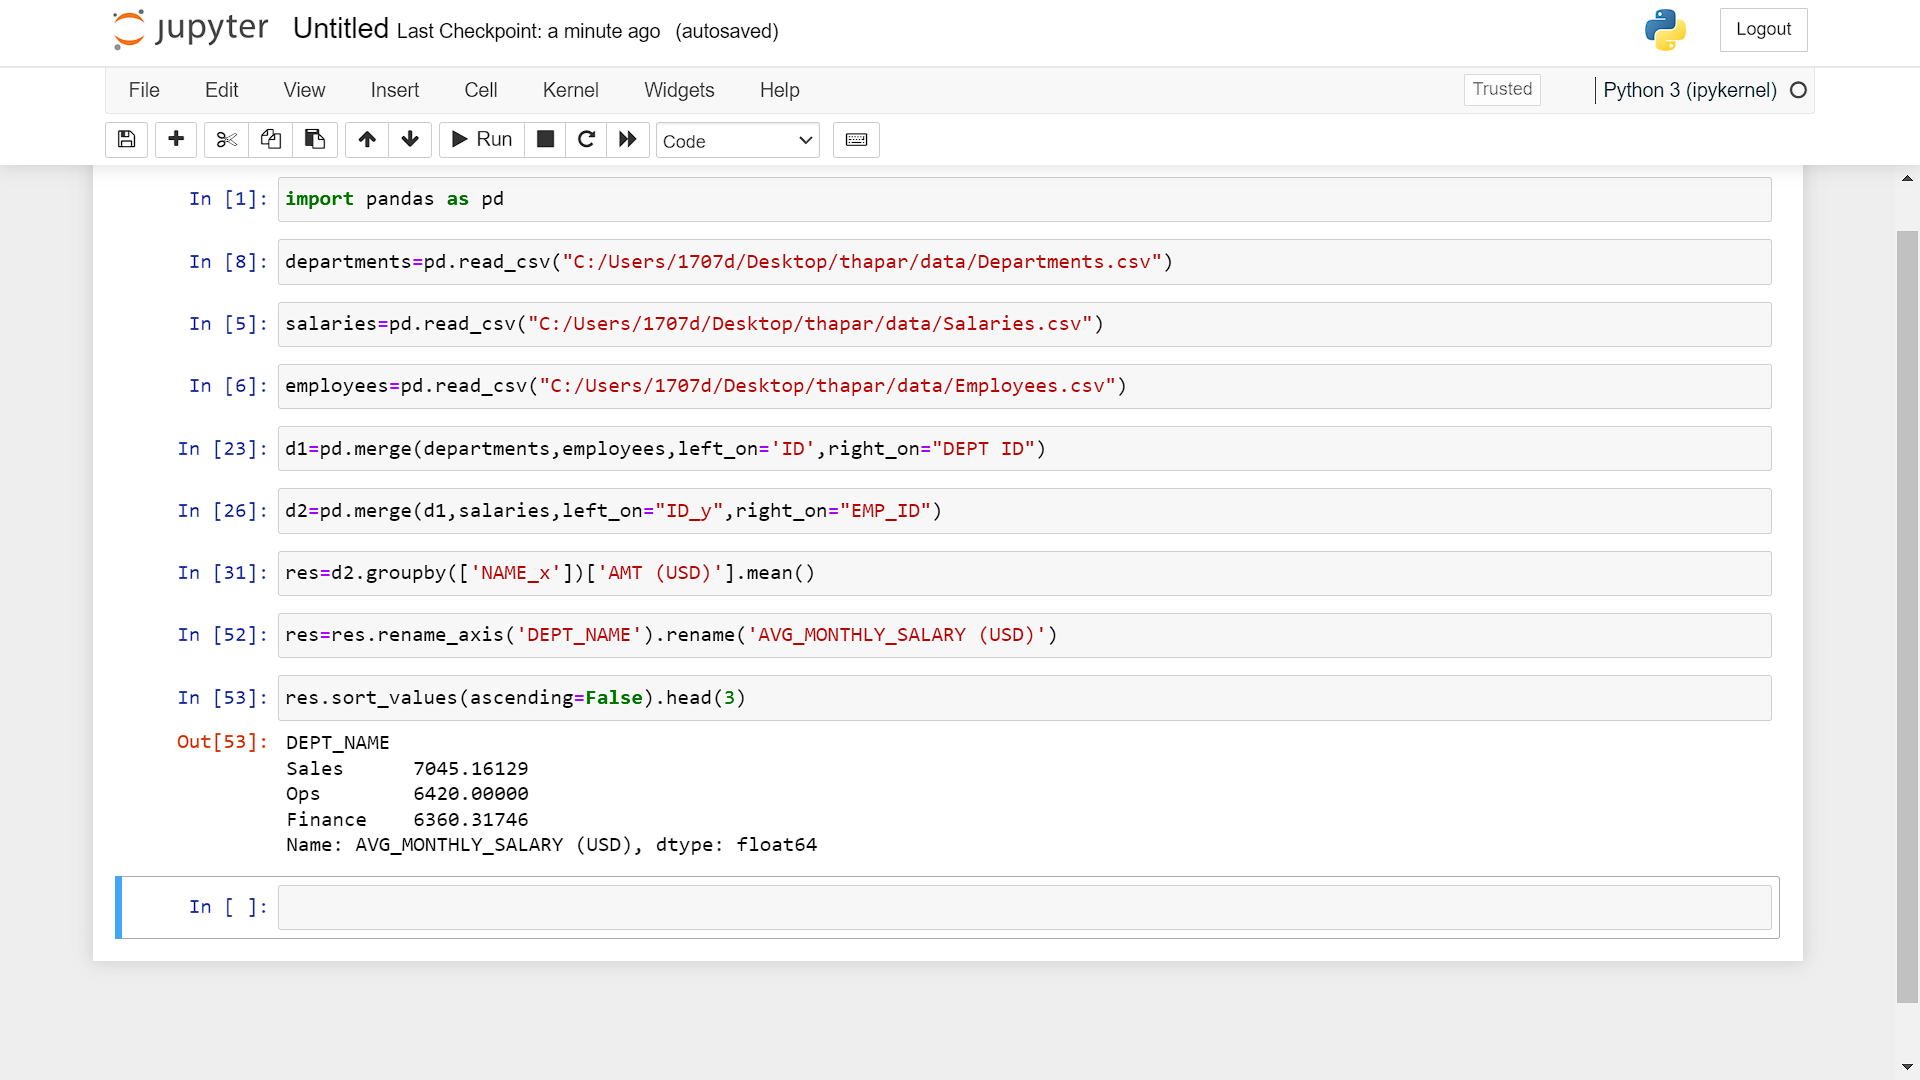 jupyter Untitled Last Checkpoint: a minute ago (autosaved)
Logout
File Edit View Insert Cell Kernel Widgets Help
Trusted
Python 3 (ipykernel)
Run
Code
In [1]: import pandas as pd
In [8]: departments=pd.read_csv("C:/Users/1707d/Desktop/thapar/data/Departments.csv")
In [5]: salaries=pd.read_csv("C:/Users/1707d/Desktop/thapar/data/Salaries.csv")
In [6]: employees=pd.read_csv("C:/Users/1707d/Desktop/thapar/data/Employees.csv")
In [23]: d1=pd.merge(departments,employees,left_on='ID',right_on="DEPT ID")
In [26]: d2=pd.merge(d1,salaries,left_on="ID_y",right_on="EMP_ID")
In [31]: res=d2.groupby(['NAME_x'])['AMT (USD)'].mean()
In [52]: res=res.rename_axis('DEPT_NAME').rename('AVG_MONTHLY_SALARY (USD)')
In [53]: res.sort_values(ascending=False).head(3)
Out[53]: DEPT_NAME
Sales 7045.16129
Ops 6420.00000
Finance 6360.31746
Name: AVG_MONTHLY_SALARY (USD), dtype: float64
In [ ]: